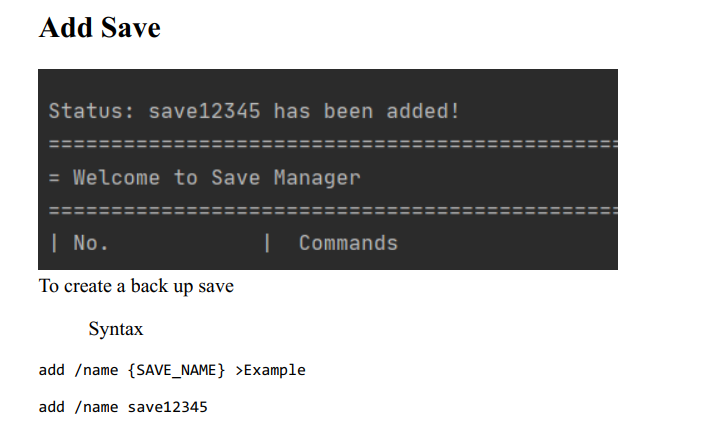 Add Save
Status: save12345 has been added!
==============================================
= Welcome to Save Manager
==============================================
| No. | Commands
To create a back up save
Syntax
add /name {SAVE_NAME} >Example
add /name save12345